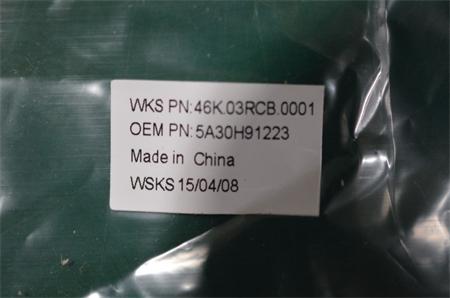 WKS PN: 46K.03RCB.0001
OEM PN: 5A30H91223
Made in China
WSKS 15/04/08